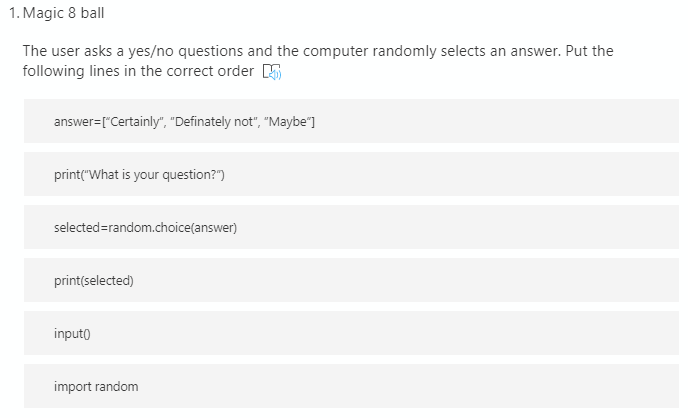 1. Magic 8 ball
The user asks a yes/no questions and the computer randomly selects an answer. Put the
following lines in the correct order
answer=["Certainly", "Definately not", "Maybe"]
print("What is your question?")
selected=random.choice(answer)
print(selected)
input()
import random